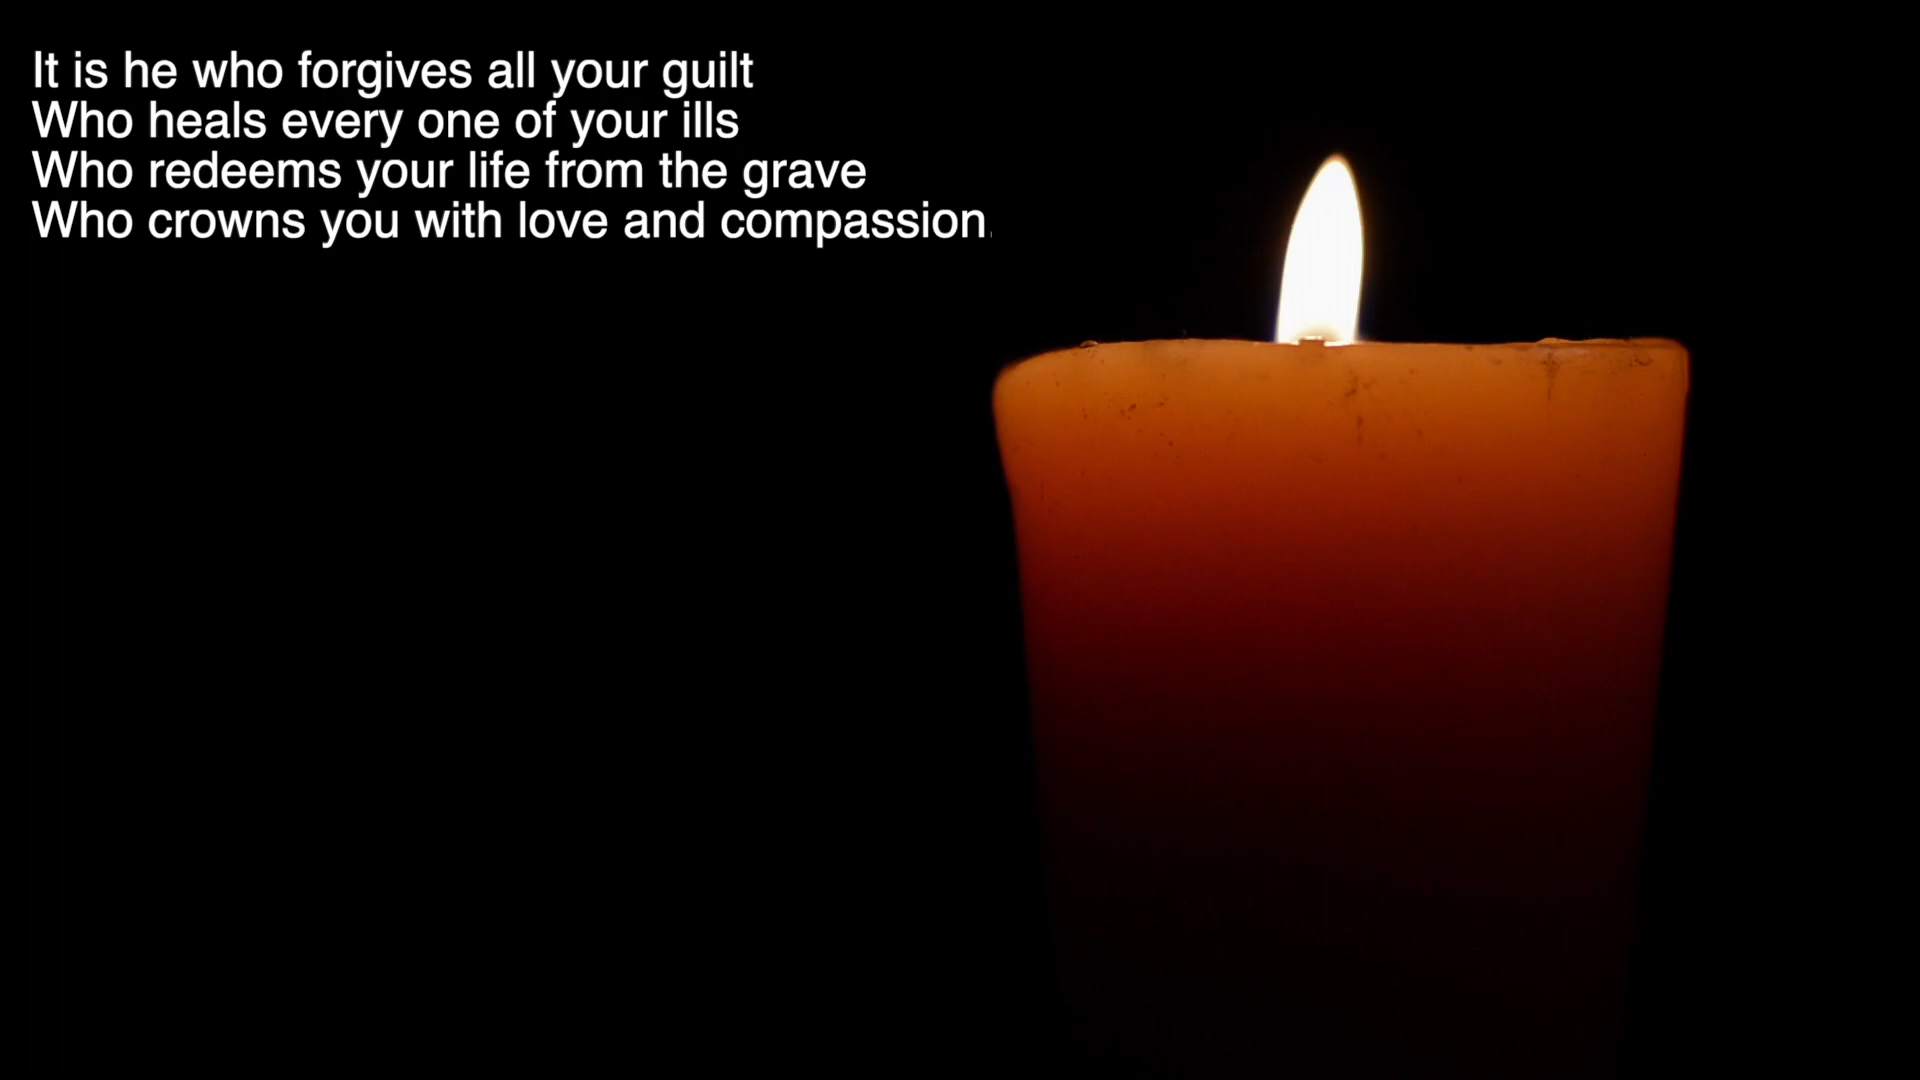 It is he who forgives all your guilt
Who heals every one of your ills
Who redeems your life from the grave
Who crowns you with love and compassion.